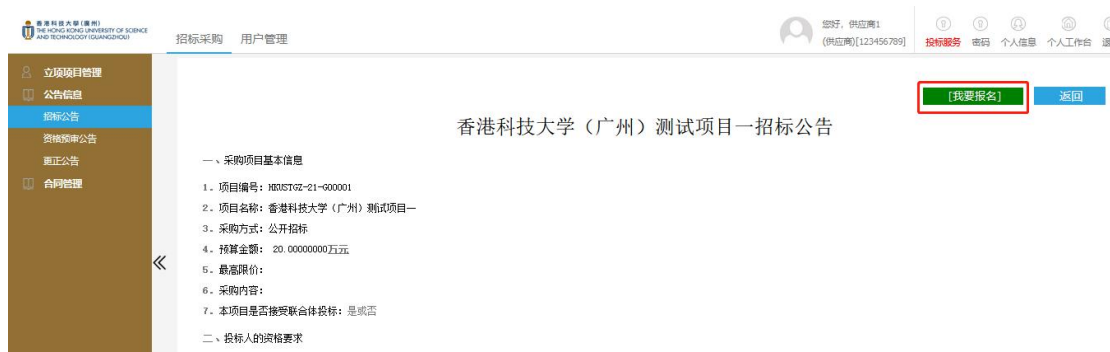 香港科技大學(廣州)
THE HONG KONG UNIVERSITY OF SCIENCE
AND TECHNOLOGY (GUANGZHOU)
招标采购 用户管理
您好，供应商1
(供应商)[123456789]
投标服务 密码 个人信息 个人工作台
立项项目管理
公告信息
招标公告
资格预审公告
更正公告
合同管理
[我要报名] 返回
香港科技大学（广州）测试项目一招标公告
一、采购项目基本信息
1. 项目编号：HKUSTGZ-21-G00001
2. 项目名称：香港科技大学（广州）测试项目一
3. 采购方式：公开招标
4. 预算金额： 20.00000000万元
5. 最高限价：
6. 采购内容：
7. 本项目是否接受联合体投标：是或否
二、投标人的资格要求